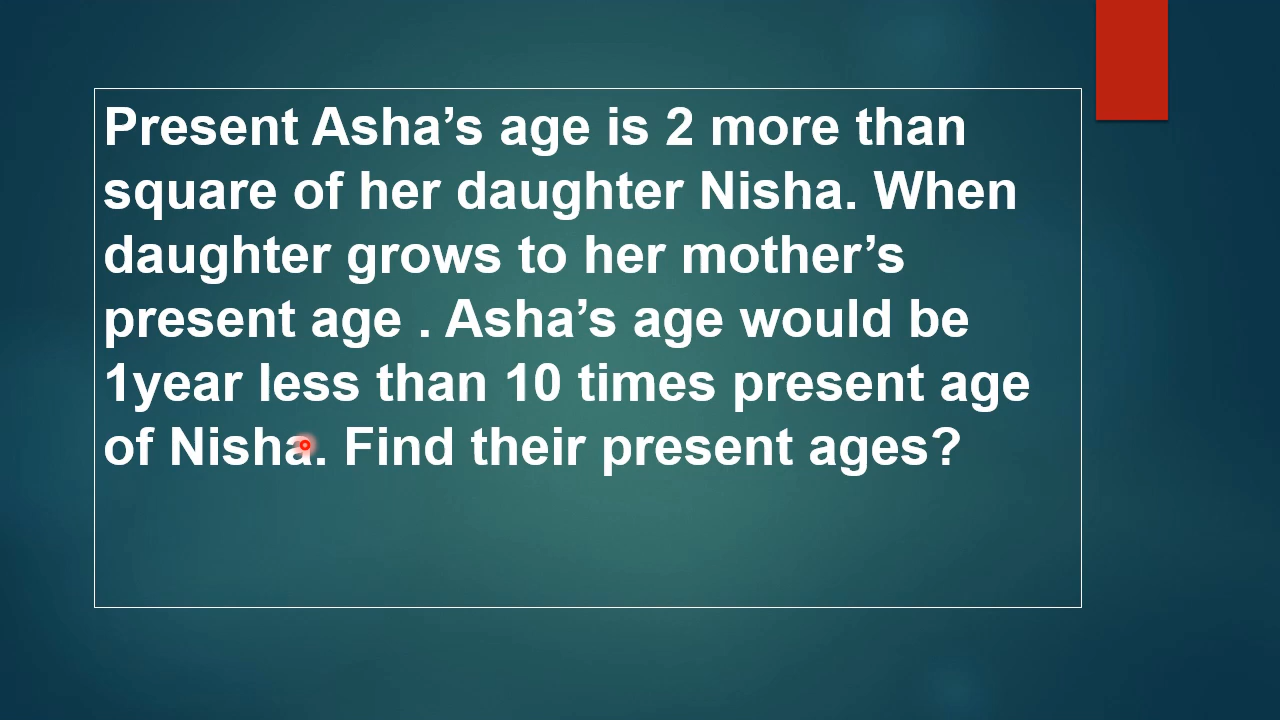 Present Asha’s age is 2 more than
square of her daughter Nisha. When
daughter grows to her mother’s
present age . Asha’s age would be
1year less than 10 times present age
of Nisha. Find their present ages?